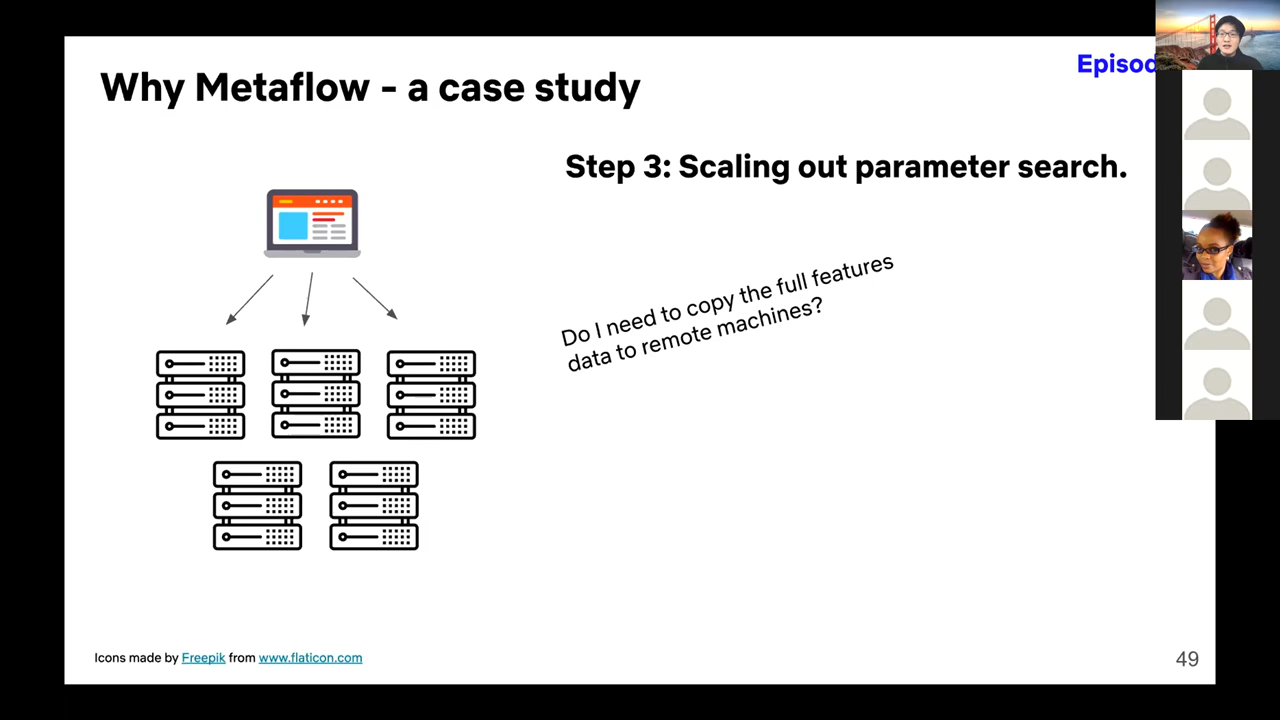 Why Metaflow - a case study
Step 3: Scaling out parameter search.
Do I need to copy the full features
data to remote machines?
Icons made by Freepik from www.flaticon.com
49